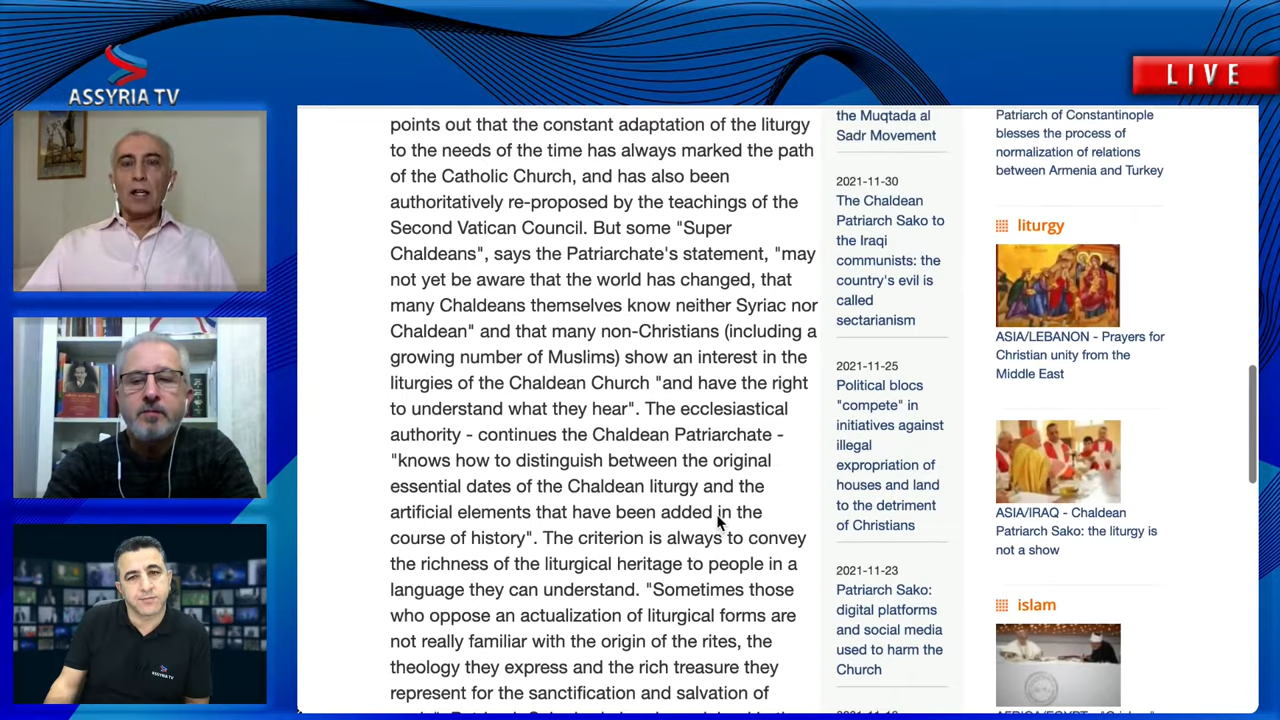 ASSYRIA TV
LIVE
points out that the constant adaptation of the liturgy
to the needs of the time has always marked the path
of the Catholic Church, and has also been
authoritatively re-proposed by the teachings of the
Second Vatican Council. But some "Super
Chaldeans", says the Patriarchate's statement, "may
not yet be aware that the world has changed, that
many Chaldeans themselves know neither Syriac nor
Chaldean" and that many non-Christians (including a
growing number of Muslims) show an interest in the
liturgies of the Chaldean Church "and have the right
to understand what they hear". The ecclesiastical
authority - continues the Chaldean Patriarchate -
"knows how to distinguish between the original
essential dates of the Chaldean liturgy and the
artificial elements that have been added in the
course of history". The criterion is always to convey
the richness of the liturgical heritage to people in a
language they can understand. "Sometimes those
who oppose an actualization of liturgical forms are
not really familiar with the origin of the rites, the
theology they express and the rich treasure they
represent for the sanctification and salvation of
the Muqtada al
Sadr Movement
2021-11-30
The Chaldean
Patriarch Sako to
the Iraqi
communists: the
country's evil is
called
sectarianism
2021-11-25
Political blocs
"compete" in
initiatives against
illegal
expropriation of
houses and land
to the detriment
of Christians
2021-11-23
Patriarch Sako:
digital platforms
and social media
used to harm the
Church
Patriarch of Constantinople
blesses the process of
normalization of relations
between Armenia and Turkey
liturgy
ASIA/LEBANON - Prayers for
Christian unity from the
Middle East
ASIA/IRAQ - Chaldean
Patriarch Sako: the liturgy is
not a show
islam
ASSYRIA TV